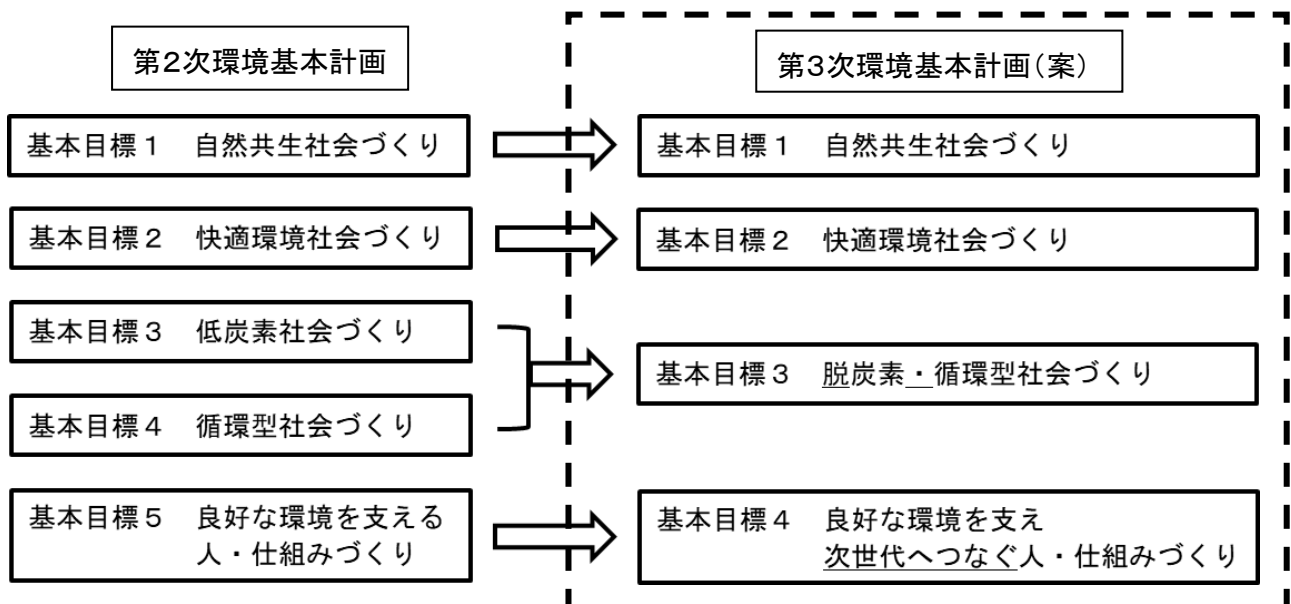 第2次環境基本計画
基本目標１　自然共生社会づくり
基本目標２　快適環境社会づくり
基本目標３　低炭素社会づくり
基本目標４　循環型社会づくり
基本目標５　良好な環境を支える
人・仕組みづくり
第3次環境基本計画（案）
基本目標１　自然共生社会づくり
基本目標２　快適環境社会づくり
基本目標３　脱炭素・循環型社会づくり
基本目標４　良好な環境を支え
次世代へつなぐ人・仕組みづくり